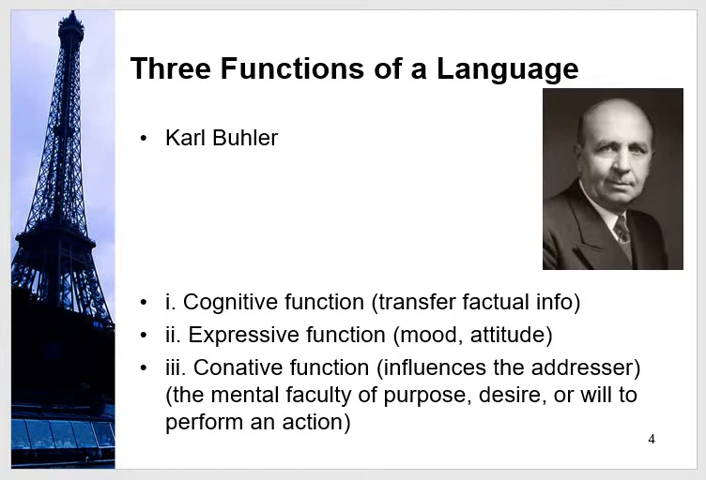 Three Functions of a Language
• Karl Buhler
• i. Cognitive function (transfer factual info)
• ii. Expressive function (mood, attitude)
• iii. Conative function (influences the addresser)
(the mental faculty of purpose, desire, or will to
perform an action)
4